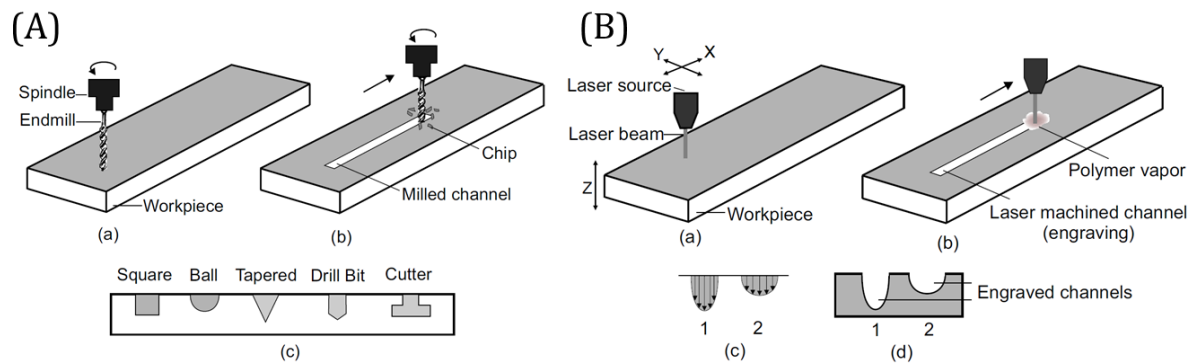 (A)
Spindle
Endmill
Workpiece
(a)
Chip
Milled channel
(b)
Square Ball Tapered Drill Bit Cutter
(c)
(B)
Y X
Laser source
Laser beam
Z
Workpiece
(a)
Polymer vapor
Laser machined channel
(engraving)
(b)
1 2
(c)
Engraved channels
1 2
(d)